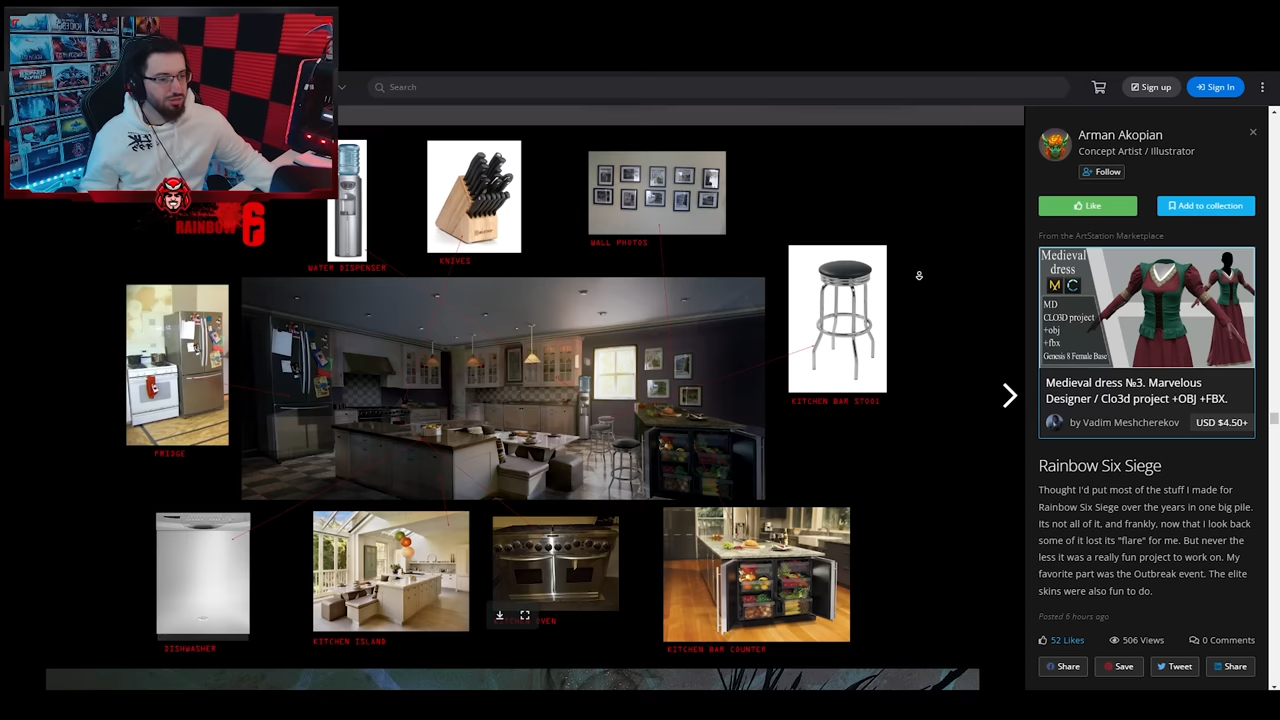 Search
Sign up
Sign In
RAINBOW
6
WATER DISPENSER
KNIVES
WALL PHOTOS
KITCHEN BAR STOOL
FRIDGE
DISHWASHER
KITCHEN ISLAND
KITCHEN OVEN
KITCHEN BAR COUNTER
Arman Akopian
Concept Artist / Illustrator
Follow
Like
Add to collection
From the ArtStation Marketplace
Medieval
dress
M C
MD
CLO3D project
+obj
+fbx
Genesis 8 Female Base
Medieval dress №3. Marvelous
Designer / Clo3d project +OBJ +FBX.
by Vadim Meshcherekov
USD $4.50+
Rainbow Six Siege
Thought I'd put most of the stuff I made for
Rainbow Six Siege over the years in one big pile.
Its not all of it, and frankly, now that I look back
some of it lost its "flare" for me. But never the
less it was a really fun project to work on. My
favorite part was the Outbreak event. The elite
skins were also fun to do.
Posted 6 hours ago
52 Likes
506 Views
0 Comments
Share
Save
Tweet
Share